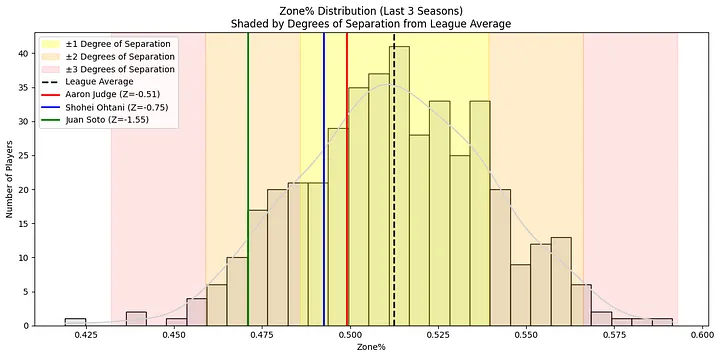 Zone% Distribution (Last 3 Seasons)
Shaded by Degrees of Separation from League Average
±1 Degree of Separation
±2 Degrees of Separation
±3 Degrees of Separation
League Average
Aaron Judge (Z=-0.51)
Shohei Ohtani (Z=-0.75)
Juan Soto (Z=-1.55)
Number of Players
40
35
30
25
20
15
10
5
0
0.425 0.450 0.475 0.500 0.525 0.550 0.575 0.600
Zone%